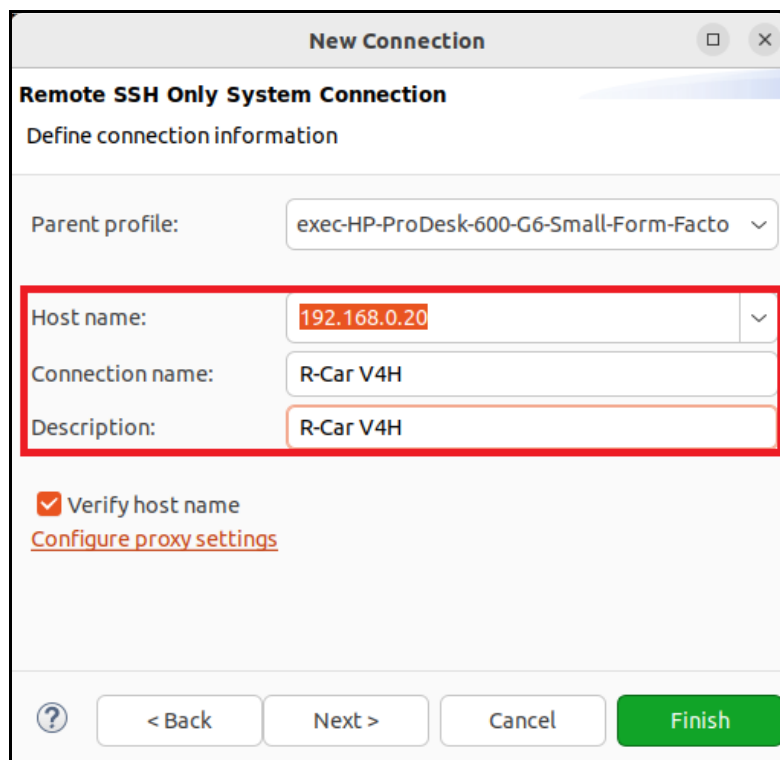 New Connection
Remote SSH Only System Connection
Define connection information
Parent profile: exec-HP-ProDesk-600-G6-Small-Form-Facto
Host name: 192.168.0.20
Connection name: R-Car V4H
Description: R-Car V4H
Verify host name
Configure proxy settings
? < Back Next > Cancel Finish